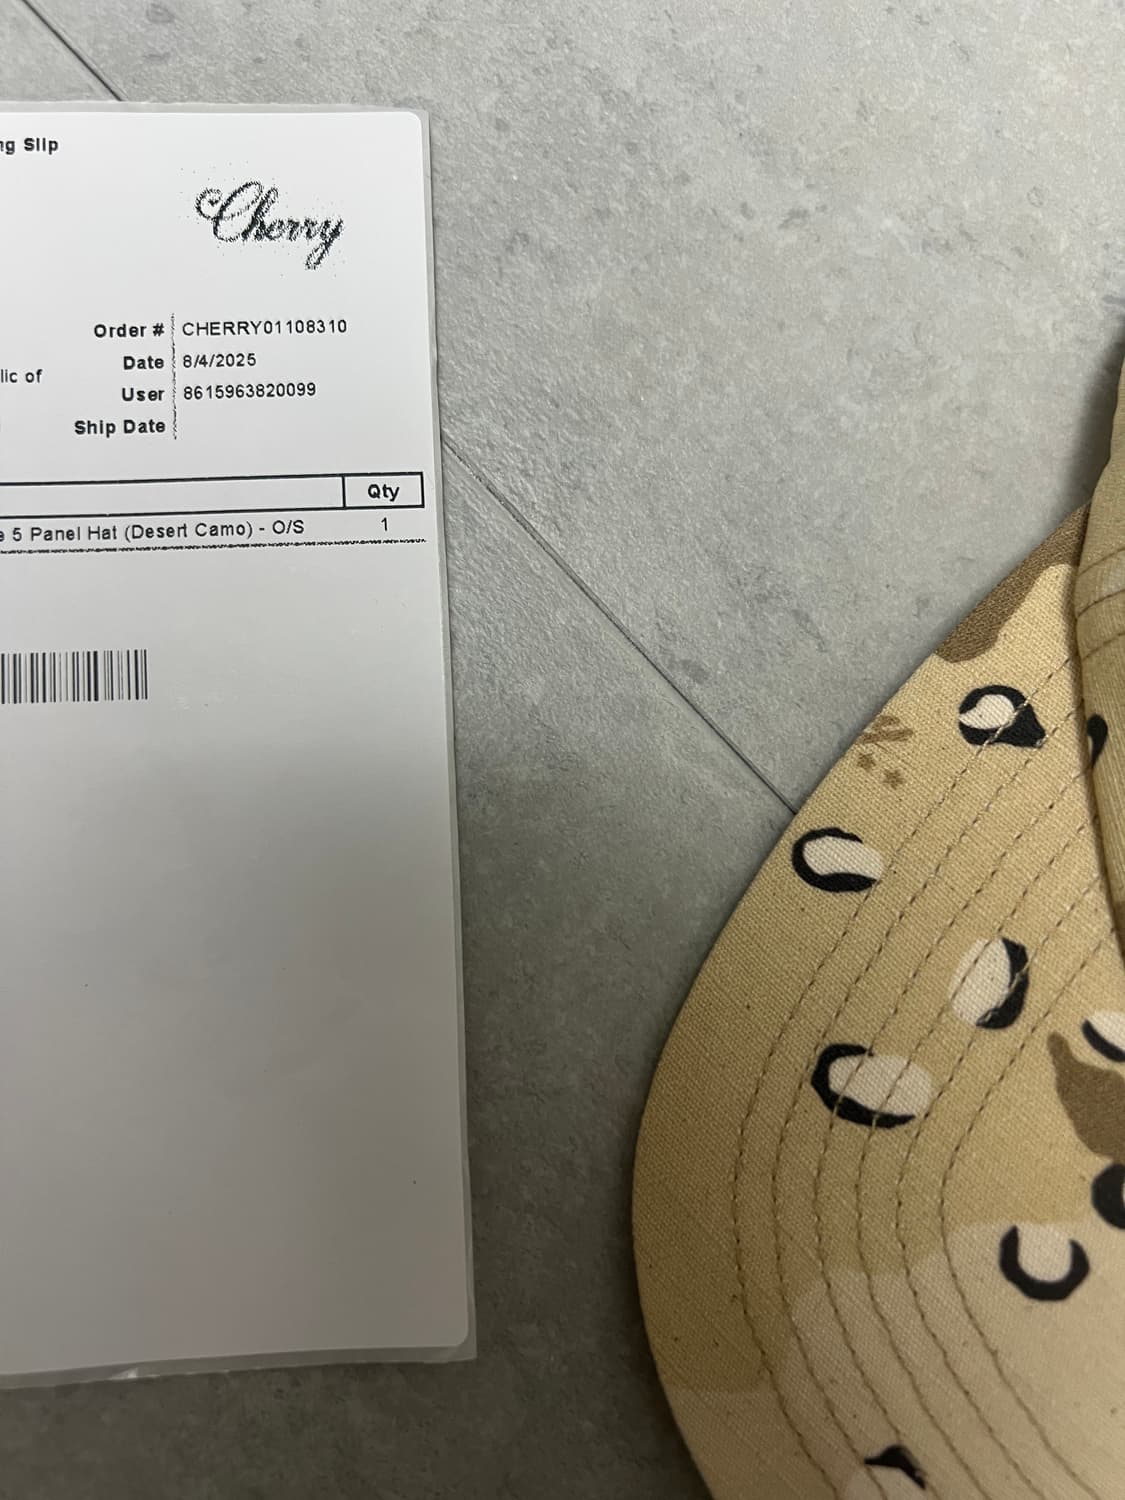 ng Slip
Cherry
Order # CHERRY01108310
Date 8/4/2025
lic of
User 8615963820099
Ship Date
Qty
e 5 Panel Hat (Desert Camo) - O/S 1